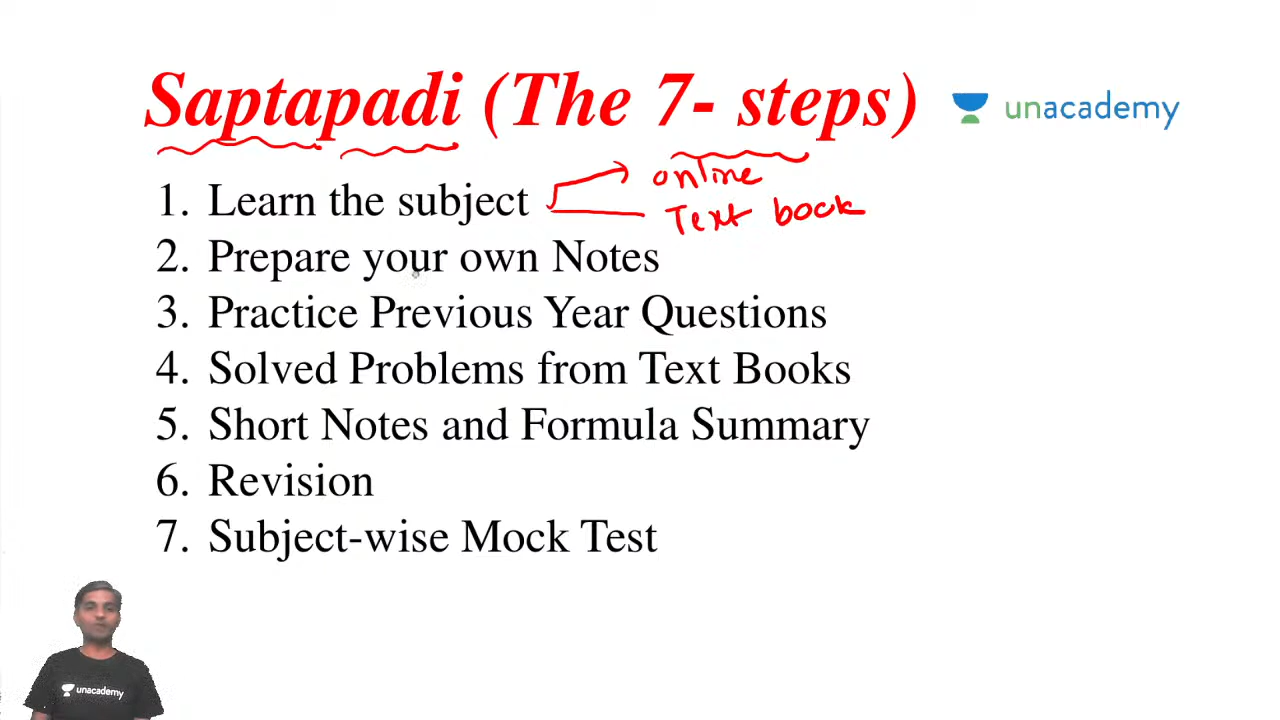 Saptapadi (The 7- steps)
unacademy
1. Learn the subject
online
Text book
2. Prepare your own Notes
3. Practice Previous Year Questions
4. Solved Problems from Text Books
5. Short Notes and Formula Summary
6. Revision
7. Subject-wise Mock Test
unacademy